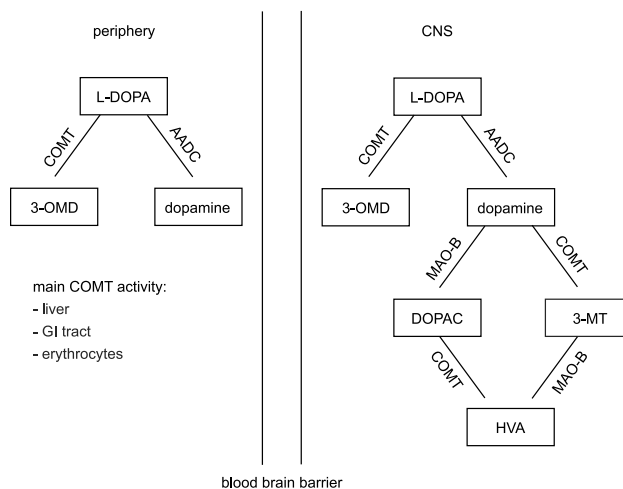 periphery
CNS
L-DOPA
L-DOPA
COMT
AADC
COMT
AADC
3-OMD
dopamine
3-OMD
dopamine
MAO-B
COMT
main COMT activity:
- liver
- GI tract
- erythrocytes
DOPAC
3-MT
COMT
MAO-B
HVA
blood brain barrier